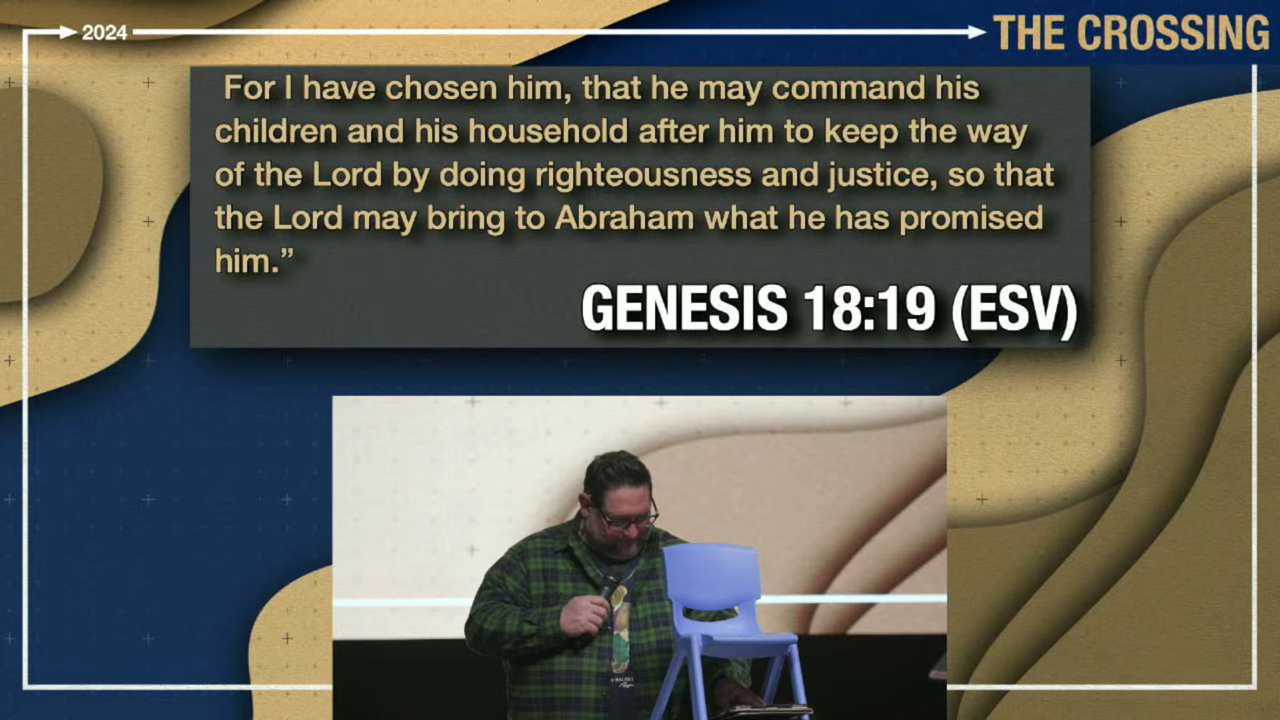 2024
THE CROSSING
For I have chosen him, that he may command his
children and his household after him to keep the way
of the Lord by doing righteousness and justice, so that
the Lord may bring to Abraham what he has promised
him.”
GENESIS 18:19 (ESV)